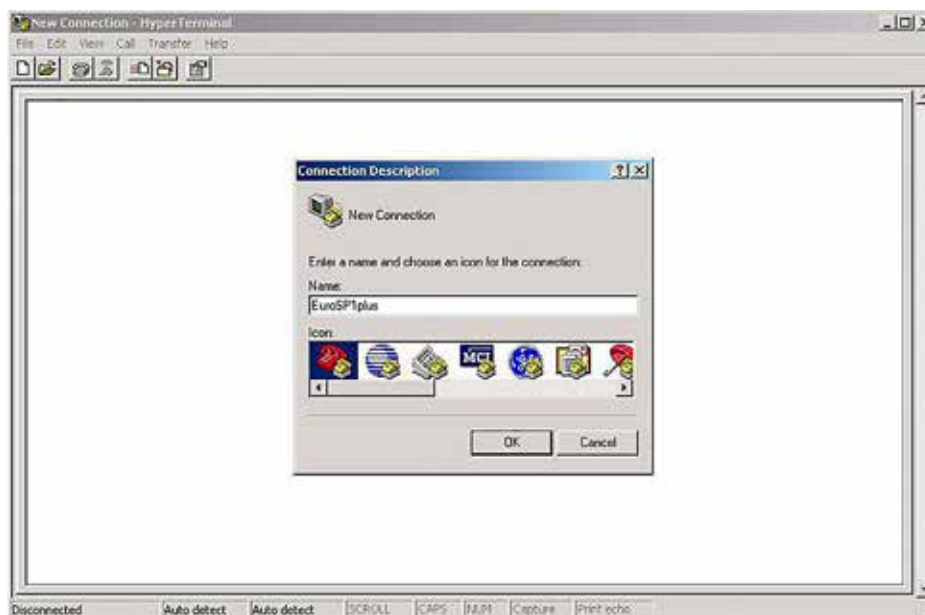 New Connection - HyperTerminal
File Edit View Call Transfer Help
Connection Description
New Connection
Enter a name and choose an icon for the connection:
Name:
EuroSP1plus
Icon:
MCI
OK Cancel
Disconnected Auto detect Auto detect SCROLL CAPS NUM Capture Print echo